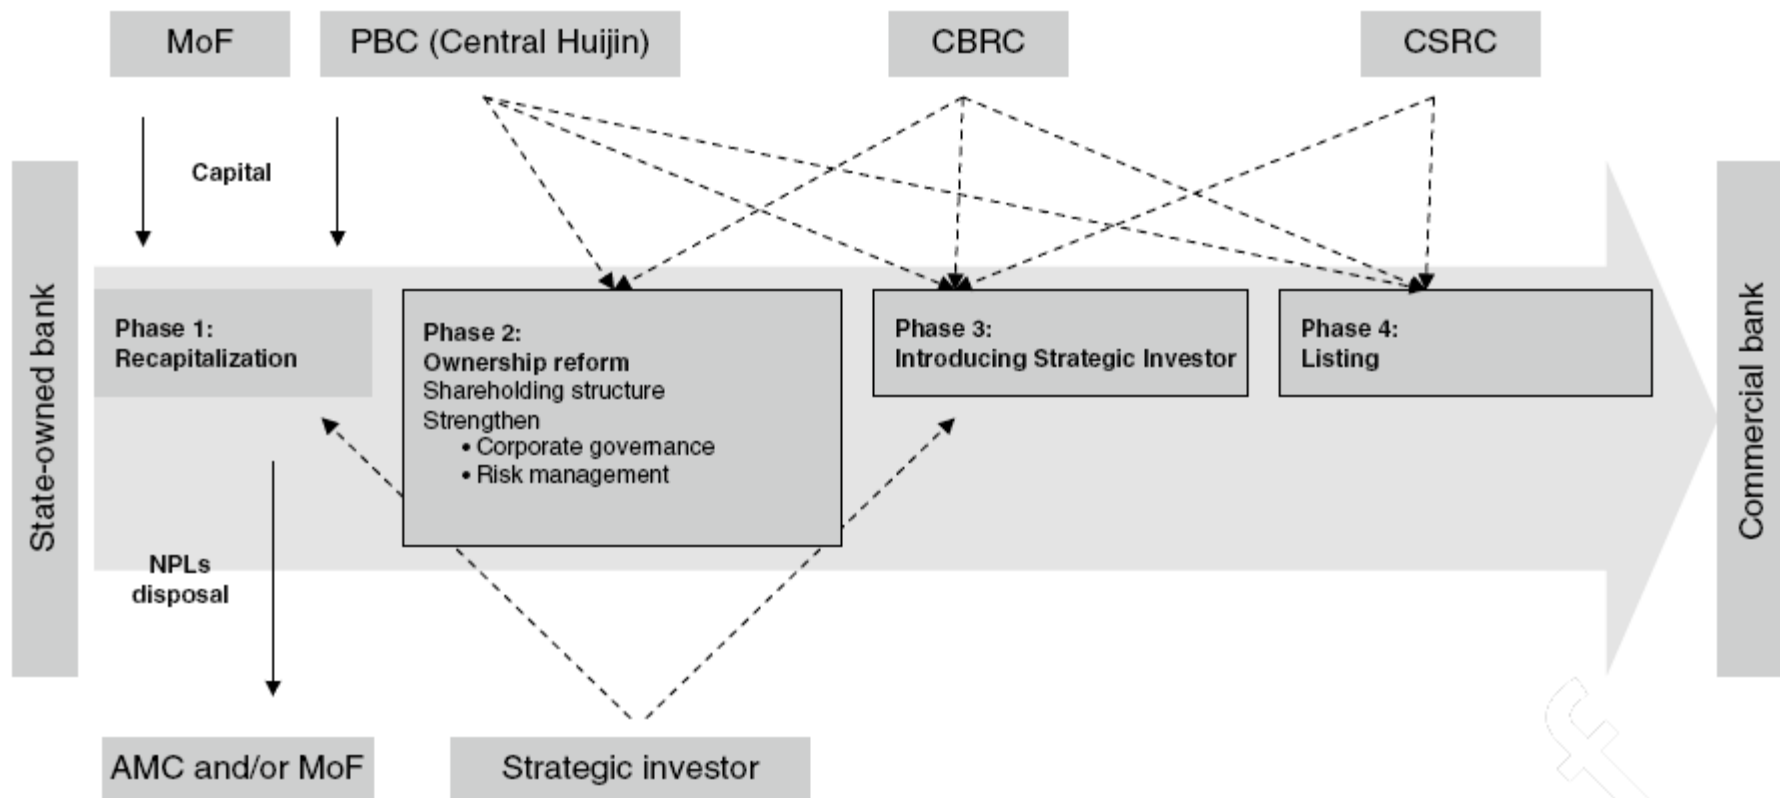 MoF
PBC (Central Huijin)
CBRC
CSRC
Capital
State-owned bank
Phase 1:
Recapitalization
Phase 2:
Ownership reform
Shareholding structure
Strengthen
• Corporate governance
• Risk management
Phase 3:
Introducing Strategic Investor
Phase 4:
Listing
Commercial bank
NPLs
disposal
AMC and/or MoF
Strategic investor
f